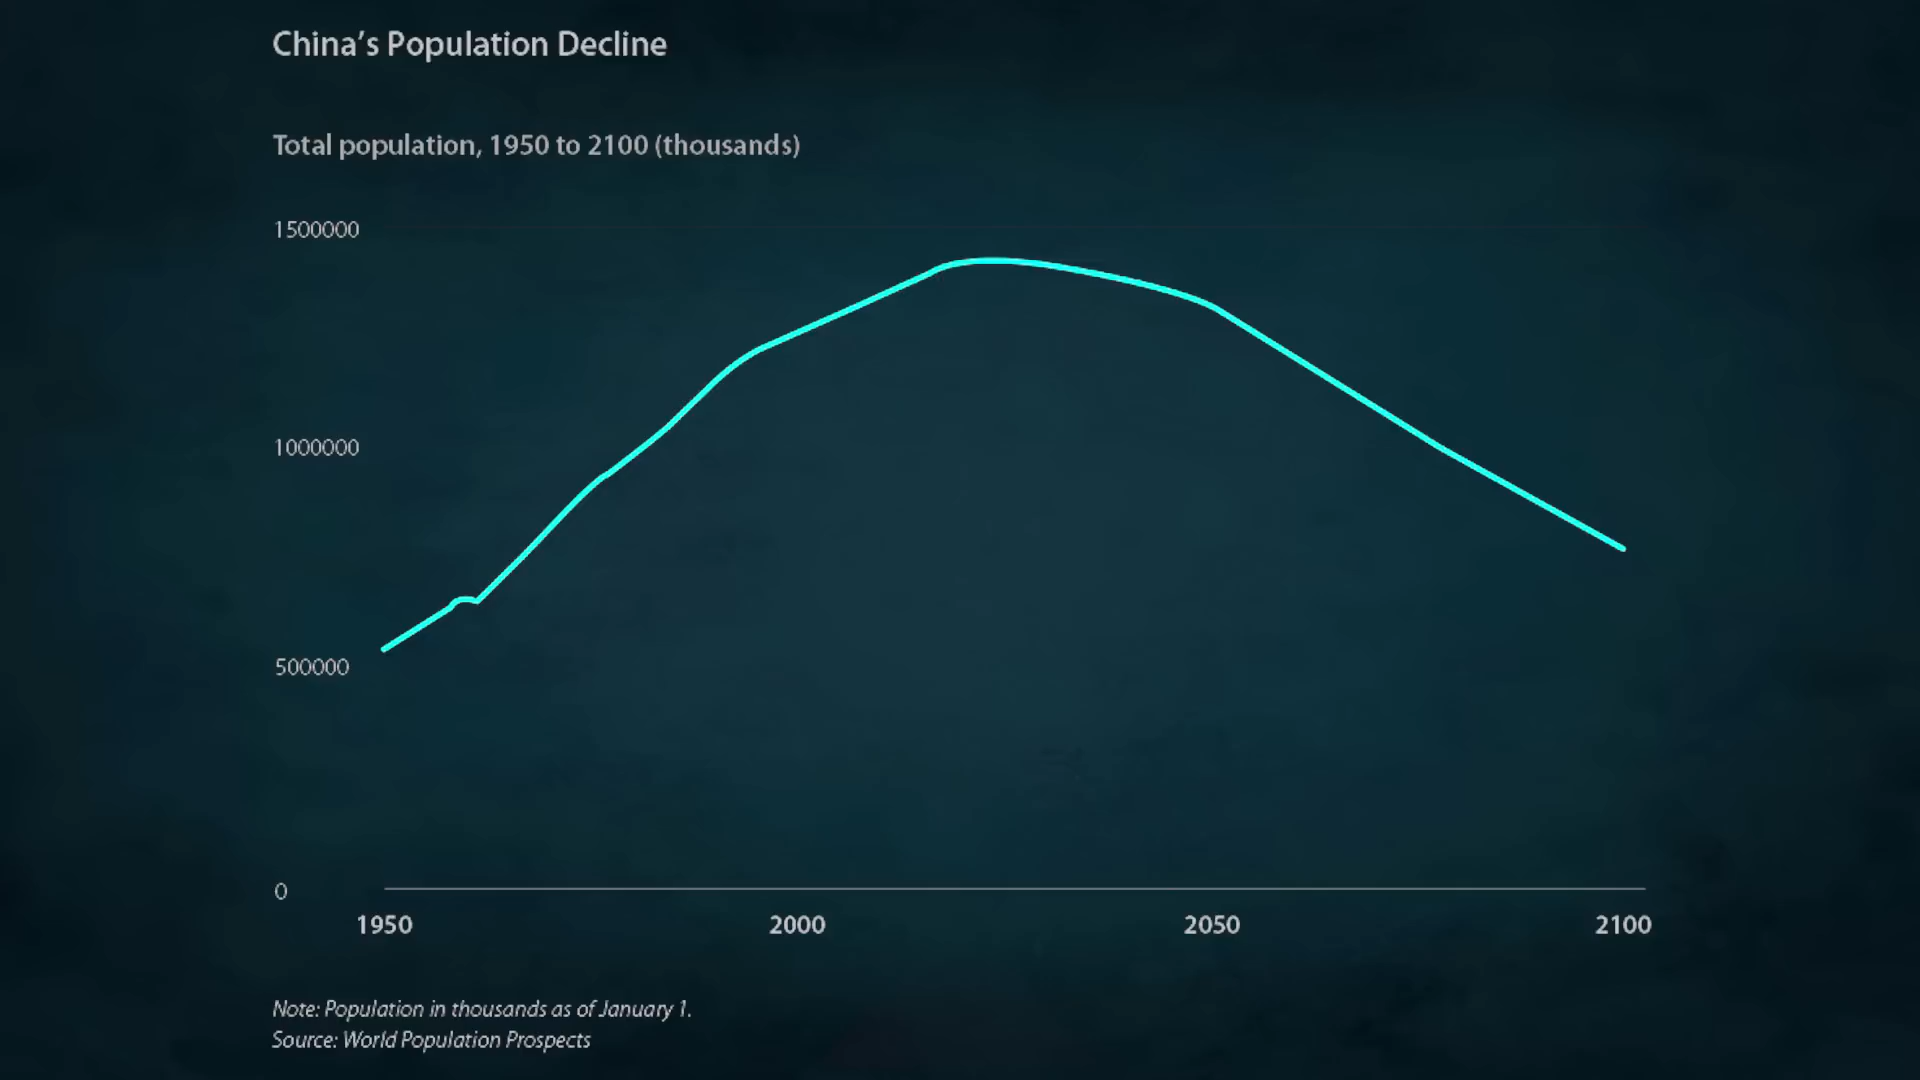 China’s Population Decline
Total population, 1950 to 2100 (thousands)
1500000
1000000
500000
0
1950 2000 2050 2100
Note: Population in thousands as of January 1.
Source: World Population Prospects